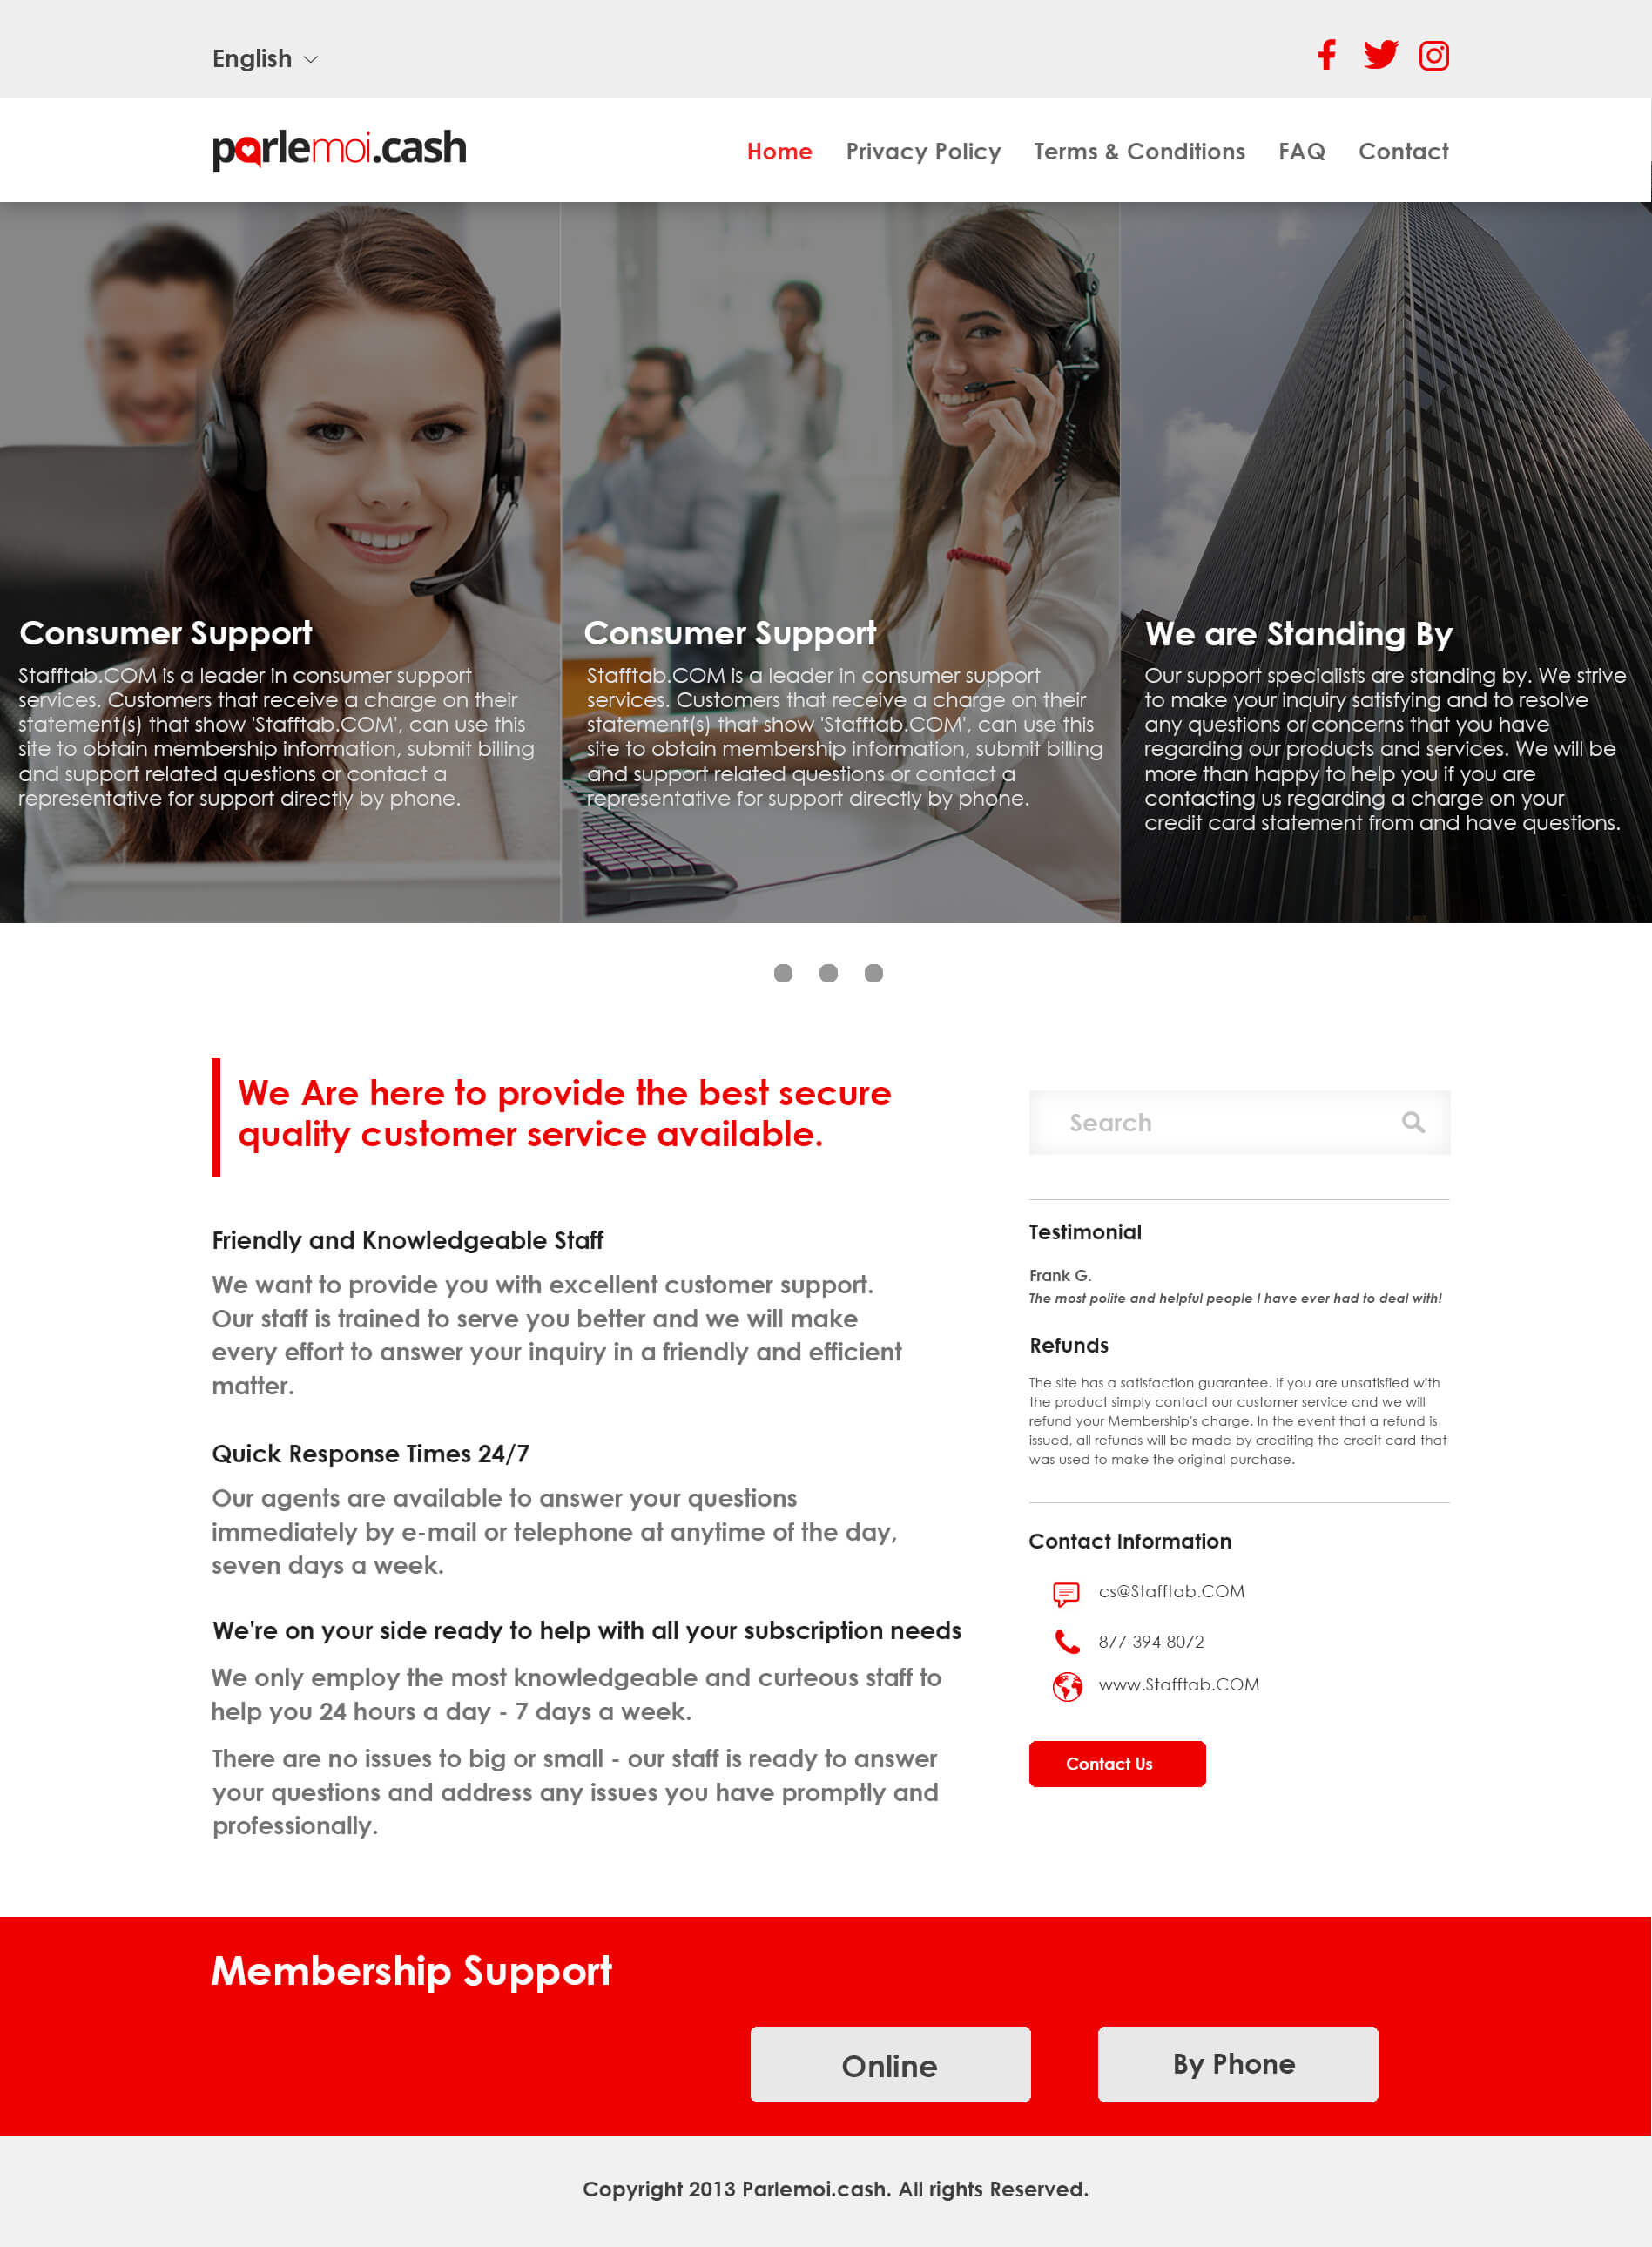 English
parlemoi.cash
Home Privacy Policy Terms & Conditions FAQ Contact
Consumer Support
Stafftab.COM is a leader in consumer support
services. Customers that receive a charge on their
statement(s) that show 'Stafftab.COM', can use this
site to obtain membership information, submit billing
and support related questions or contact a
representative for support directly by phone.
Consumer Support
Stafftab.COM is a leader in consumer support
services. Customers that receive a charge on their
statement(s) that show 'Stafftab.COM', can use this
site to obtain membership information, submit billing
and support related questions or contact a
representative for support directly by phone.
We are Standing By
Our support specialists are standing by. We strive
to make your inquiry satisfying and to resolve
any questions or concerns that you have
regarding our products and services. We will be
more than happy to help you if you are
contacting us regarding a charge on your
credit card statement from and have questions.
We Are here to provide the best secure
quality customer service available.
Friendly and Knowledgeable Staff
We want to provide you with excellent customer support.
Our staff is trained to serve you better and we will make
every effort to answer your inquiry in a friendly and efficient
matter.
Quick Response Times 24/7
Our agents are available to answer your questions
immediately by e-mail or telephone at anytime of the day,
seven days a week.
We're on your side ready to help with all your subscription needs
We only employ the most knowledgeable and curteous staff to
help you 24 hours a day - 7 days a week.
There are no issues to big or small - our staff is ready to answer
your questions and address any issues you have promptly and
professionally.
Search
Testimonial
Frank G.
The most polite and helpful people I have ever had to deal with!
Refunds
The site has a satisfaction guarantee. If you are unsatisfied with
the product simply contact our customer service and we will
refund your Membership's charge. In the event that a refund is
issued, all refunds will be made by crediting the credit card that
was used to make the original purchase.
Contact Information
cs@Stafftab.COM
877-394-8072
www.Stafftab.COM
Contact Us
Membership Support
Online
By Phone
Copyright 2013 Parlemoi.cash. All rights Reserved.